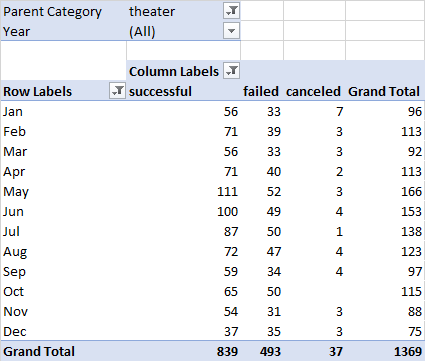 Parent Category theater
Year (All)
Column Labels
Row Labels successful failed canceled Grand Total
Jan 56 33 7 96
Feb 71 39 3 113
Mar 56 33 3 92
Apr 71 40 2 113
May 111 52 3 166
Jun 100 49 4 153
Jul 87 50 1 138
Aug 72 47 4 123
Sep 59 34 4 97
Oct 65 50 115
Nov 54 31 3 88
Dec 37 35 3 75
Grand Total 839 493 37 1369